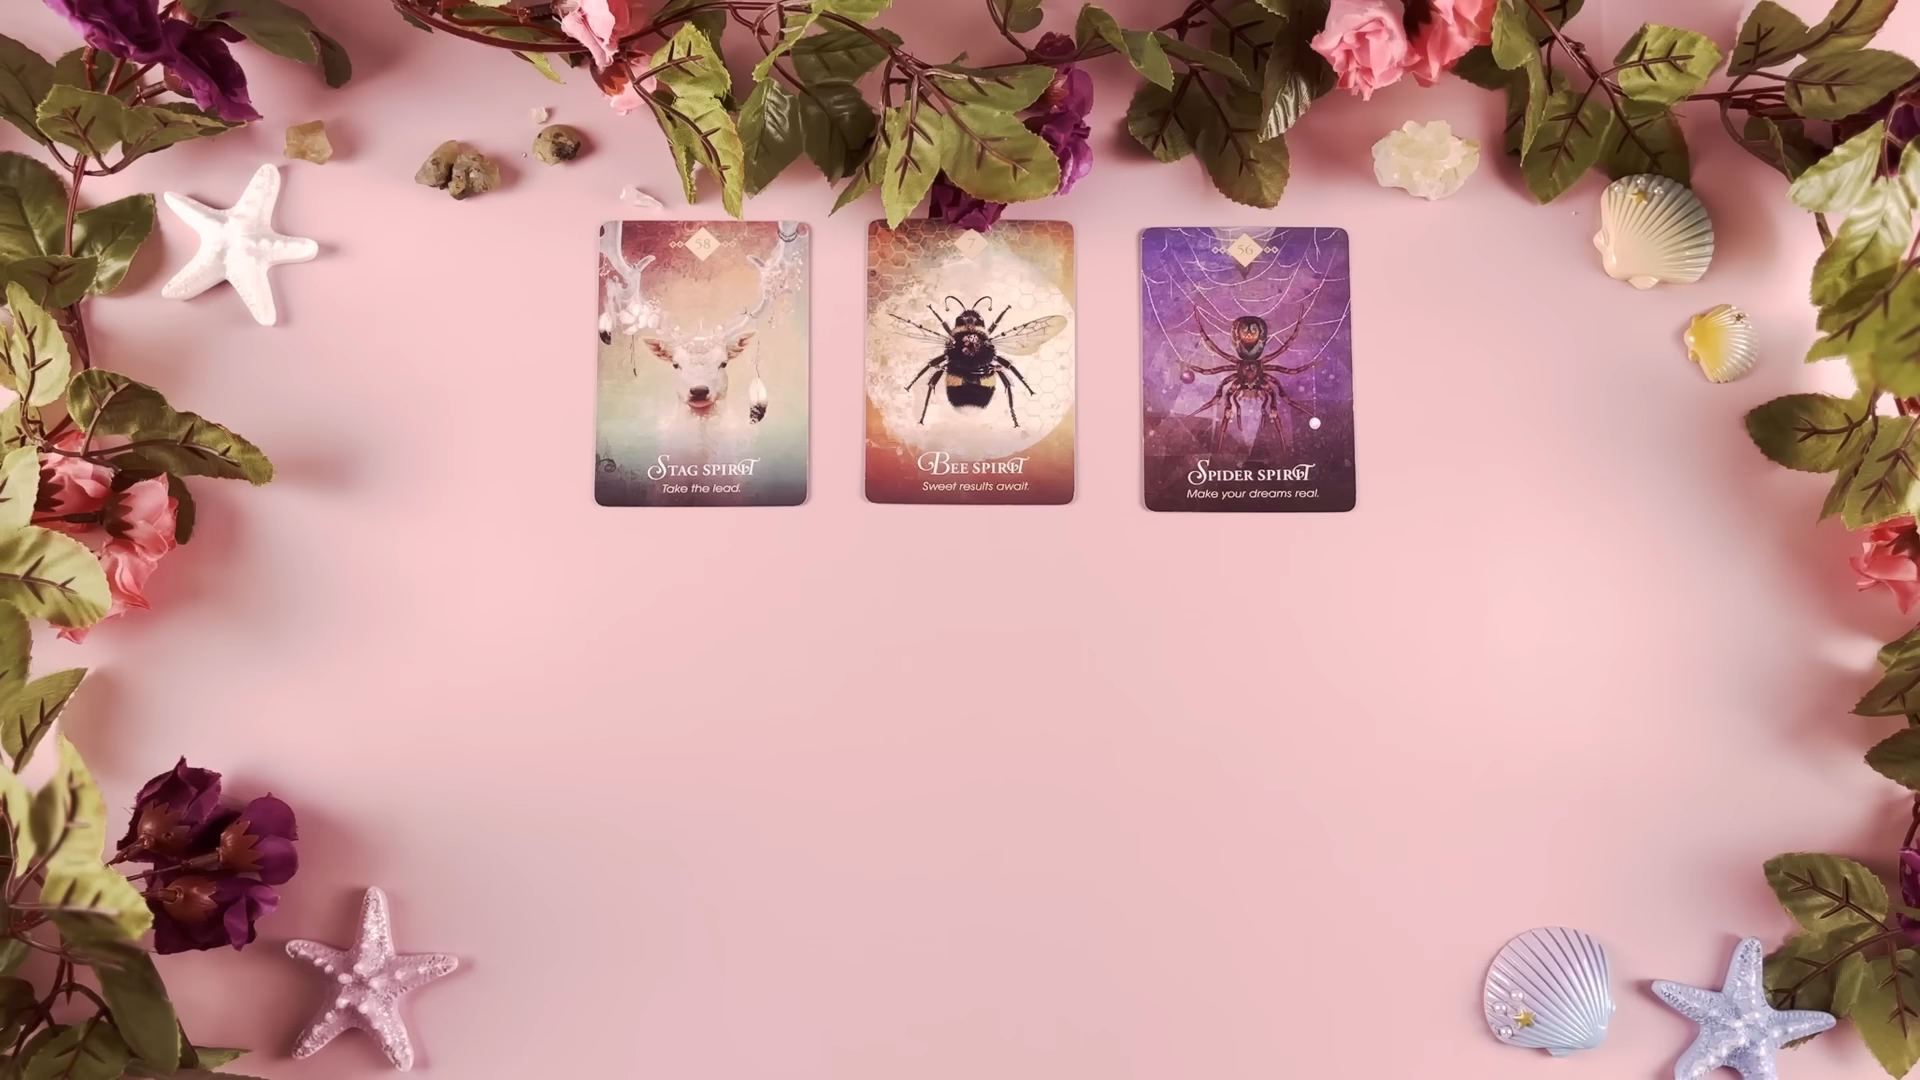 58
STAG SPIRIT
Take the lead.
7
BEE SPIRIT
Sweet results await.
56
SPIDER SPIRIT
Make your dreams real.